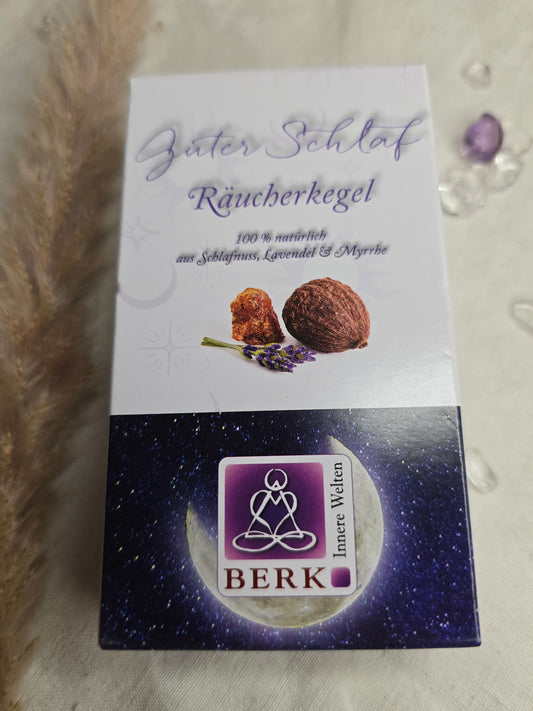 Guter Schlaf
Räucherkegel
100 % natürlich
aus Schlafnuss, Lavendel & Myrrhe
Innere Welten
BERK